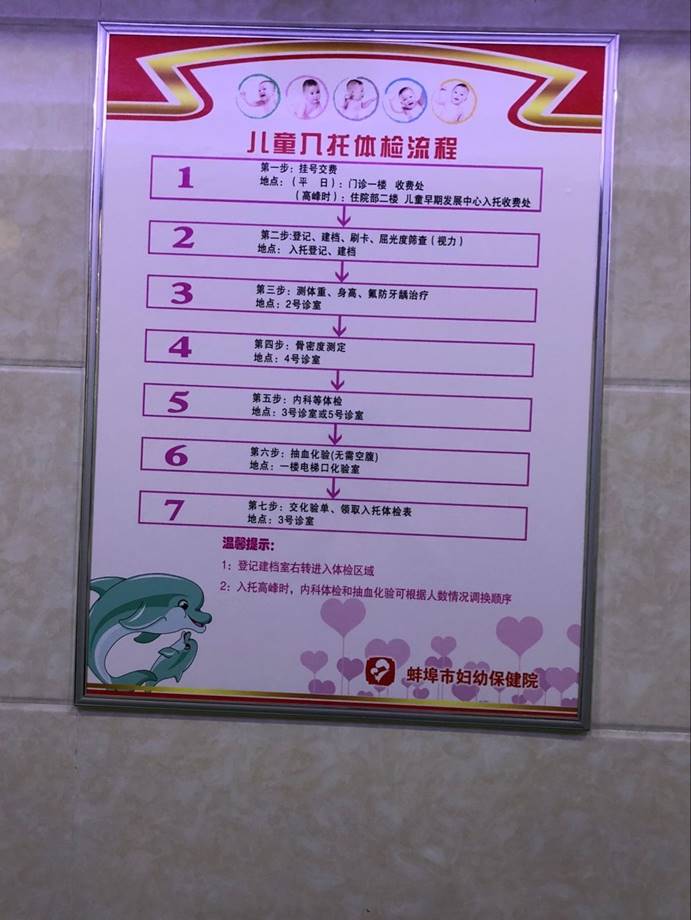 儿童入托体检流程
1
第一步：挂号交费
地点：（平 日）：门诊一楼 收费处
（高峰时）：住院部二楼 儿童早期发展中心入托收费处
2
第二步:登记、建档、刷卡、屈光度筛查（视力）
地点： 入托登记、建档
3
第三步：测体重、身高、氟防牙龋治疗
地点：2号诊室
4
第四步：骨密度测定
地点：4号诊室
5
第五步：内科等体检
地点：3号诊室或5号诊室
6
第六步：抽血化验(无需空腹)
地点：一楼电梯口化验室
7
第七步：交化验单、领取入托体检表
地点：3号诊室
温馨提示：
1：登记建档室右转进入体检区域
2：入托高峰时，内科体检和抽血化验可根据人数情况调换顺序
蚌埠市妇幼保健院